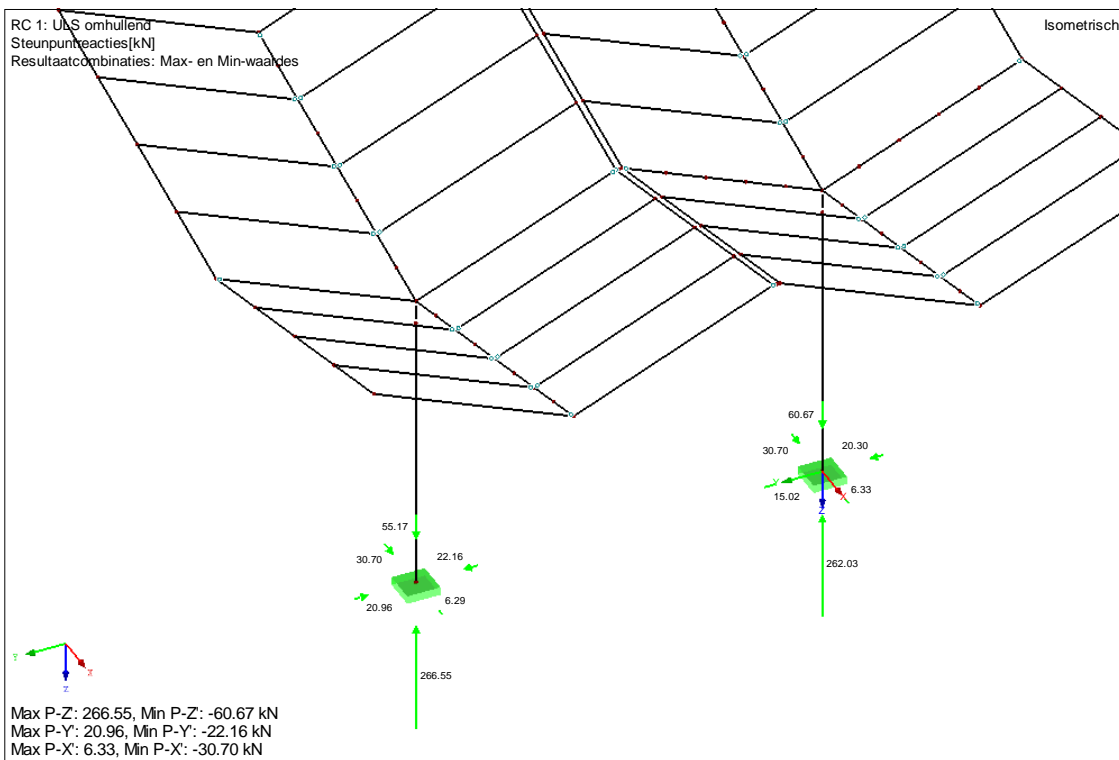 RC 1: ULS omhullend
Isometrisch
Steunpuntreacties[kN]
Resultaatcombinaties: Max- en Min-waardes
60.67
30.70
20.30
Y
15.02
6.33
X
Z
55.17
30.70
22.16
262.03
20.96
6.29
266.55
Y
X
Z
Max P-Z': 266.55, Min P-Z': -60.67 kN
Max P-Y': 20.96, Min P-Y': -22.16 kN
Max P-X': 6.33, Min P-X': -30.70 kN